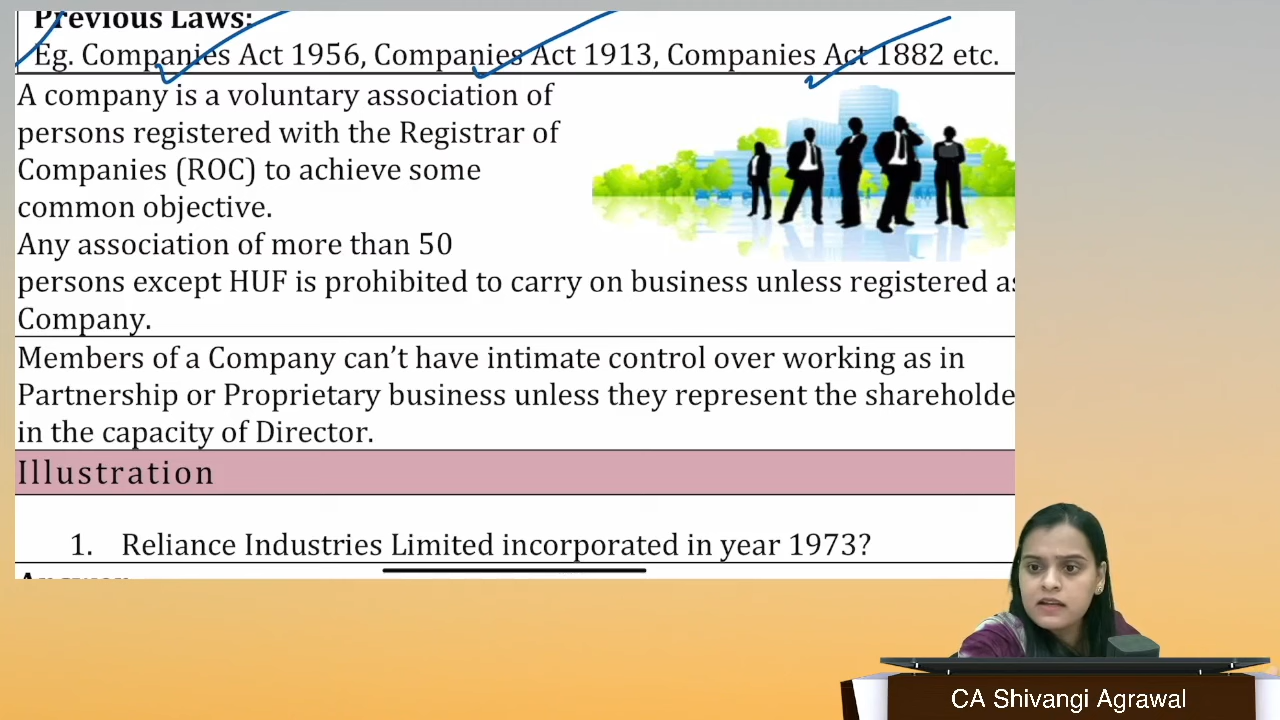 Previous Laws:
Eg. Companies Act 1956, Companies Act 1913, Companies Act 1882 etc.
A company is a voluntary association of
persons registered with the Registrar of
Companies (ROC) to achieve some
common objective.
Any association of more than 50
persons except HUF is prohibited to carry on business unless registered as
Company.
Members of a Company can’t have intimate control over working as in
Partnership or Proprietary business unless they represent the shareholde
in the capacity of Director.
Illustration
1. Reliance Industries Limited incorporated in year 1973?
CA Shivangi Agrawal